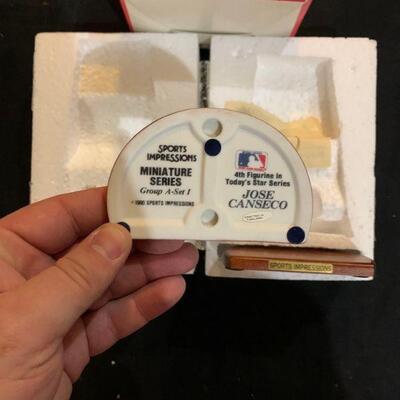 SPORTS
IMPRESSIONS
MINIATURE
SERIES
Group A-Set 1
4th Figurine in
Today's Star Series
JOSE
CANSECO
SPORTS IMPRESSIONS
SPORTS IMPRESSIONS